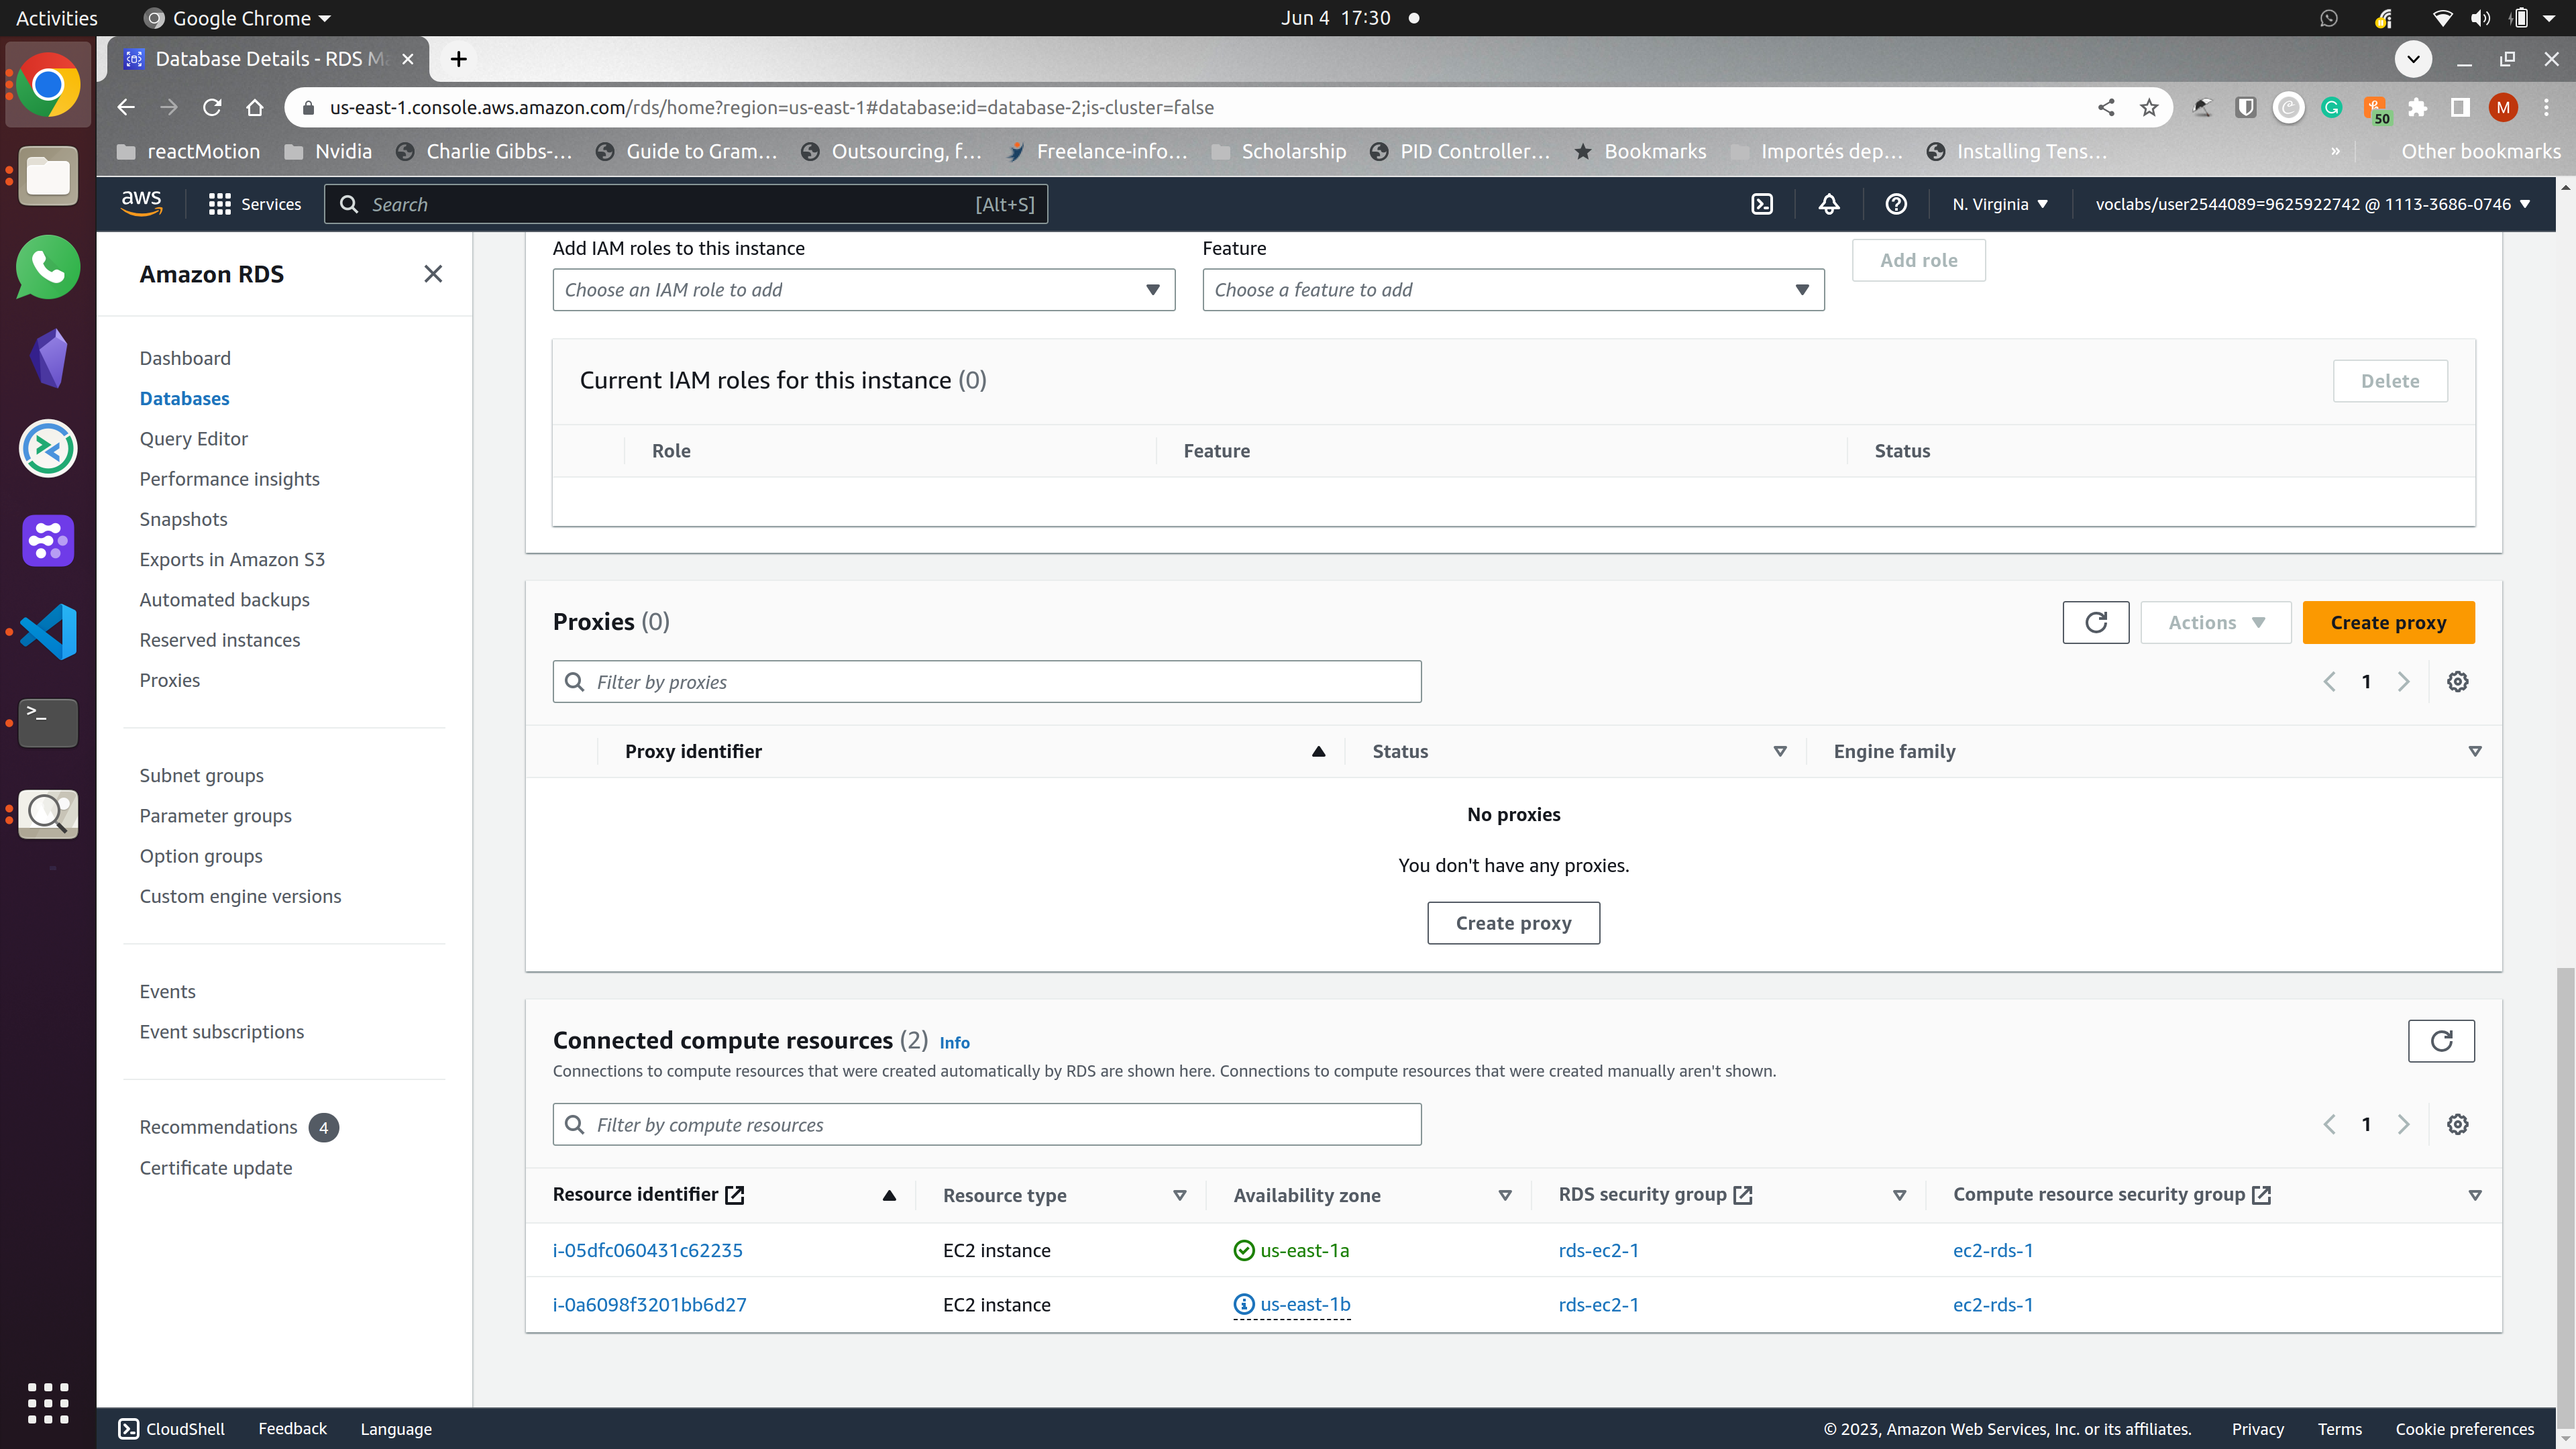 Activities
Google Chrome
Jun 4 17:30
Database Details - RDS Ma
us-east-1.console.aws.amazon.com/rds/home?region=us-east-1#database:id=database-2;is-cluster=false
50
M
reactMotion
Nvidia
Charlie Gibbs-...
Guide to Gram...
Outsourcing, f...
Freelance-info...
Scholarship
PID Controller...
Bookmarks
Importés dep...
Installing Tens...
»
Other bookmarks
aws
Services
Search
[Alt+S]
N. Virginia
voclabs/user2544089=9625922742 @ 1113-3686-0746
Amazon RDS
Dashboard
Databases
Query Editor
Performance insights
Snapshots
Exports in Amazon S3
Automated backups
Reserved instances
Proxies
Subnet groups
Parameter groups
Option groups
Custom engine versions
Events
Event subscriptions
Recommendations 4
Certificate update
Add IAM roles to this instance
Feature
Choose an IAM role to add
Choose a feature to add
Add role
Current IAM roles for this instance (0)
Delete
Role
Feature
Status
Proxies (0)
Actions
Create proxy
Filter by proxies
1
Proxy identifier
Status
Engine family
No proxies
You don't have any proxies.
Create proxy
Connected compute resources (2) Info
Connections to compute resources that were created automatically by RDS are shown here. Connections to compute resources that were created manually aren't shown.
Filter by compute resources
1
Resource identifier
Resource type
Availability zone
RDS security group
Compute resource security group
i-05dfc060431c62235
EC2 instance
us-east-1a
rds-ec2-1
ec2-rds-1
i-0a6098f3201bb6d27
EC2 instance
us-east-1b
rds-ec2-1
ec2-rds-1
CloudShell
Feedback
Language
© 2023, Amazon Web Services, Inc. or its affiliates.
Privacy
Terms
Cookie preferences